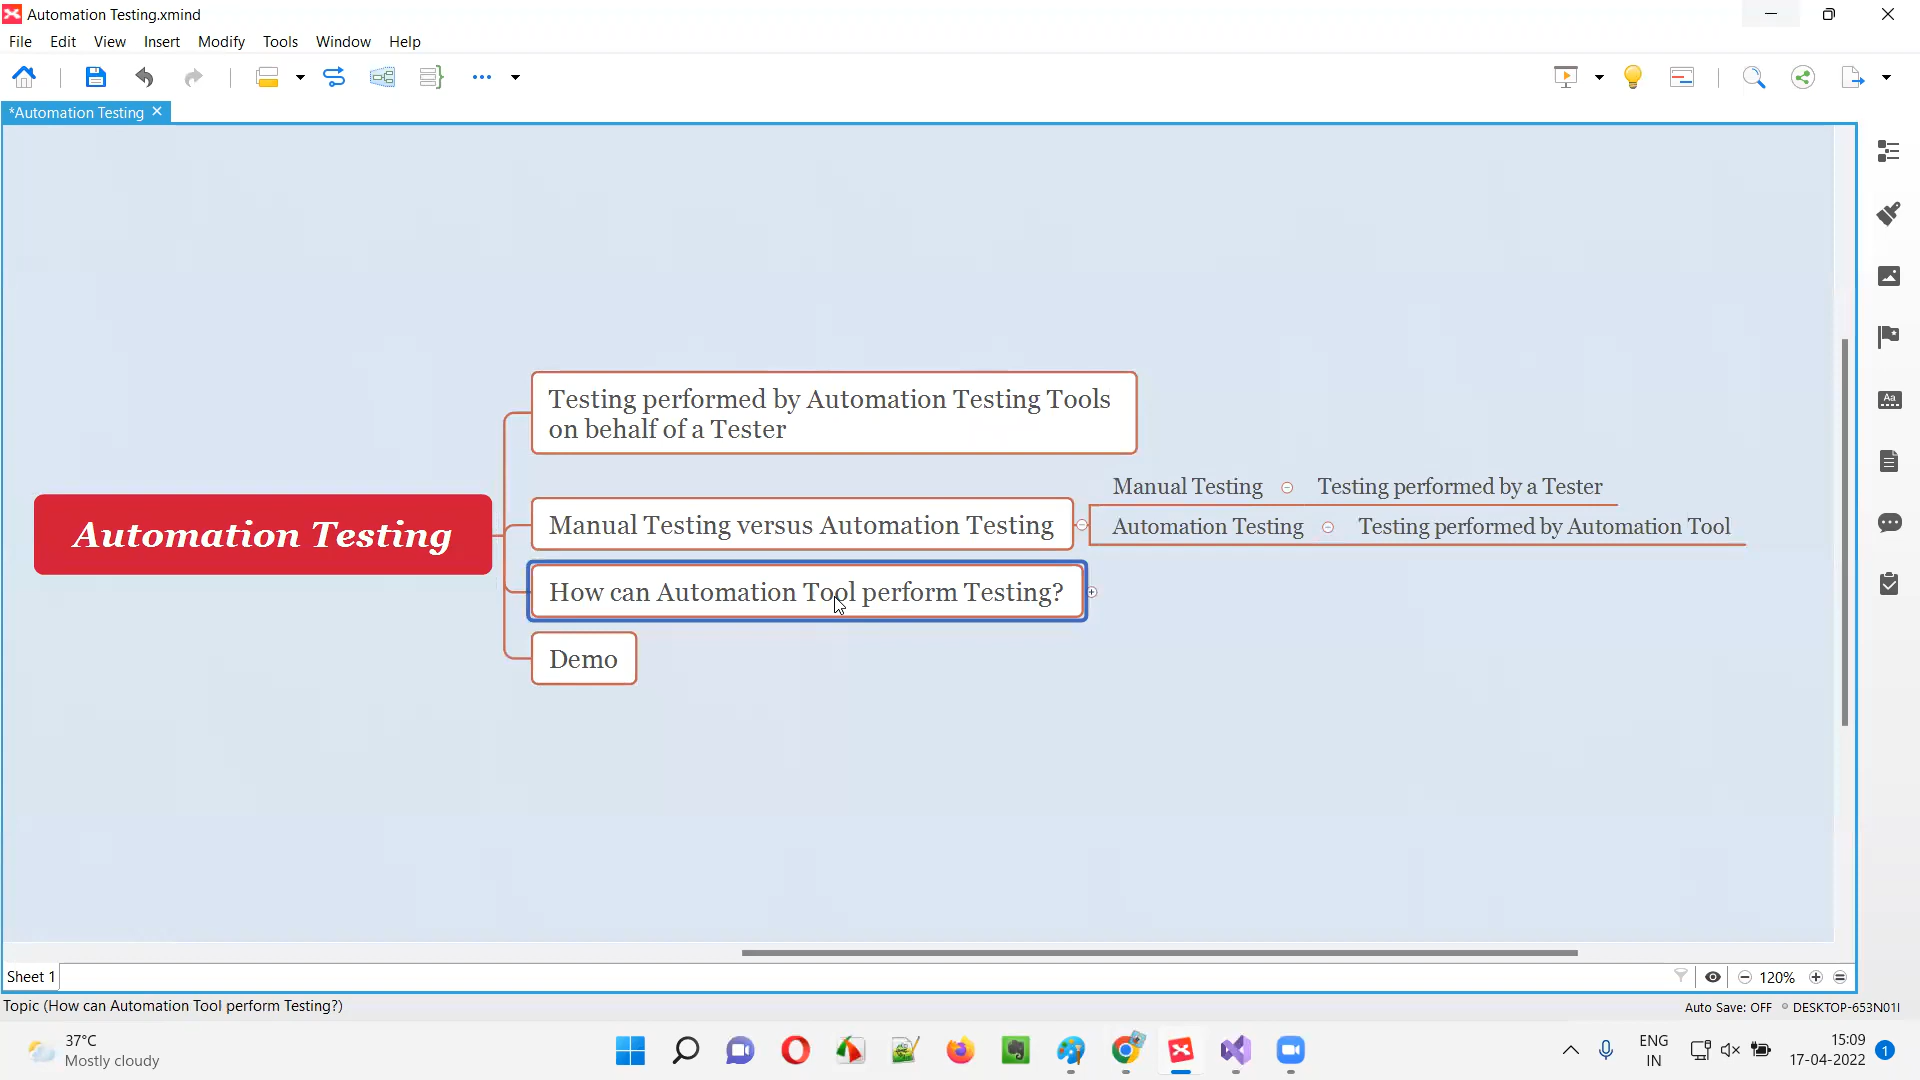 Automation Testing.xmind
File Edit View Insert Modify Tools Window Help
*Automation Testing
Testing performed by Automation Testing Tools
on behalf of a Tester
Manual Testing Testing performed by a Tester
Automation Testing
Manual Testing versus Automation Testing
Automation Testing Testing performed by Automation Tool
How can Automation Tool perform Testing?
Demo
Sheet 1
120%
Topic (How can Automation Tool perform Testing?)
Auto Save: OFF
DESKTOP-653N01I
37°C
Mostly cloudy
ENG
IN
15:09
17-04-2022
1
Aa